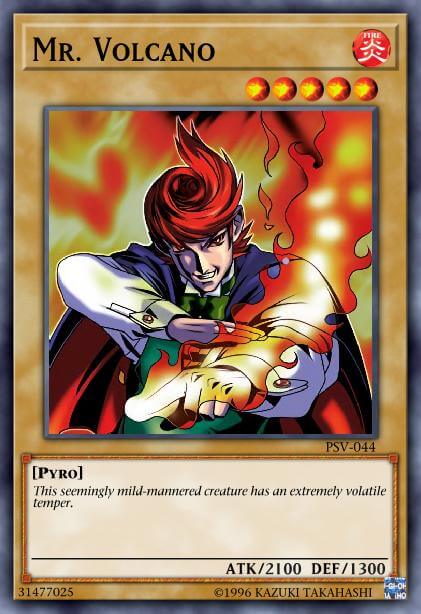 Mr. Volcano
FIRE
炎
PSV-044
[Pyro]
This seemingly mild-mannered creature has an extremely volatile
temper.
ATK/2100 DEF/1300
31477025
©1996 KAZUKI TAKAHASHI